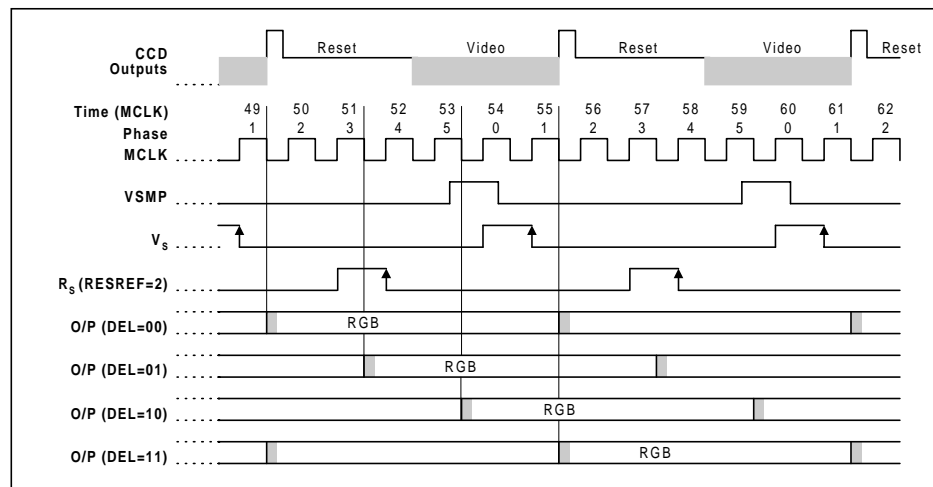 CCD Outputs Reset Video Reset Video Reset
Time (MCLK) 49 50 51 52 53 54 55 56 57 58 59 60 61 62
Phase 1 2 3 4 5 0 1 2 3 4 5 0 1 2
MCLK
VSMP
VS
RS (RESREF=2)
O/P (DEL=00) RGB
O/P (DEL=01) RGB
O/P (DEL=10) RGB
O/P (DEL=11) RGB